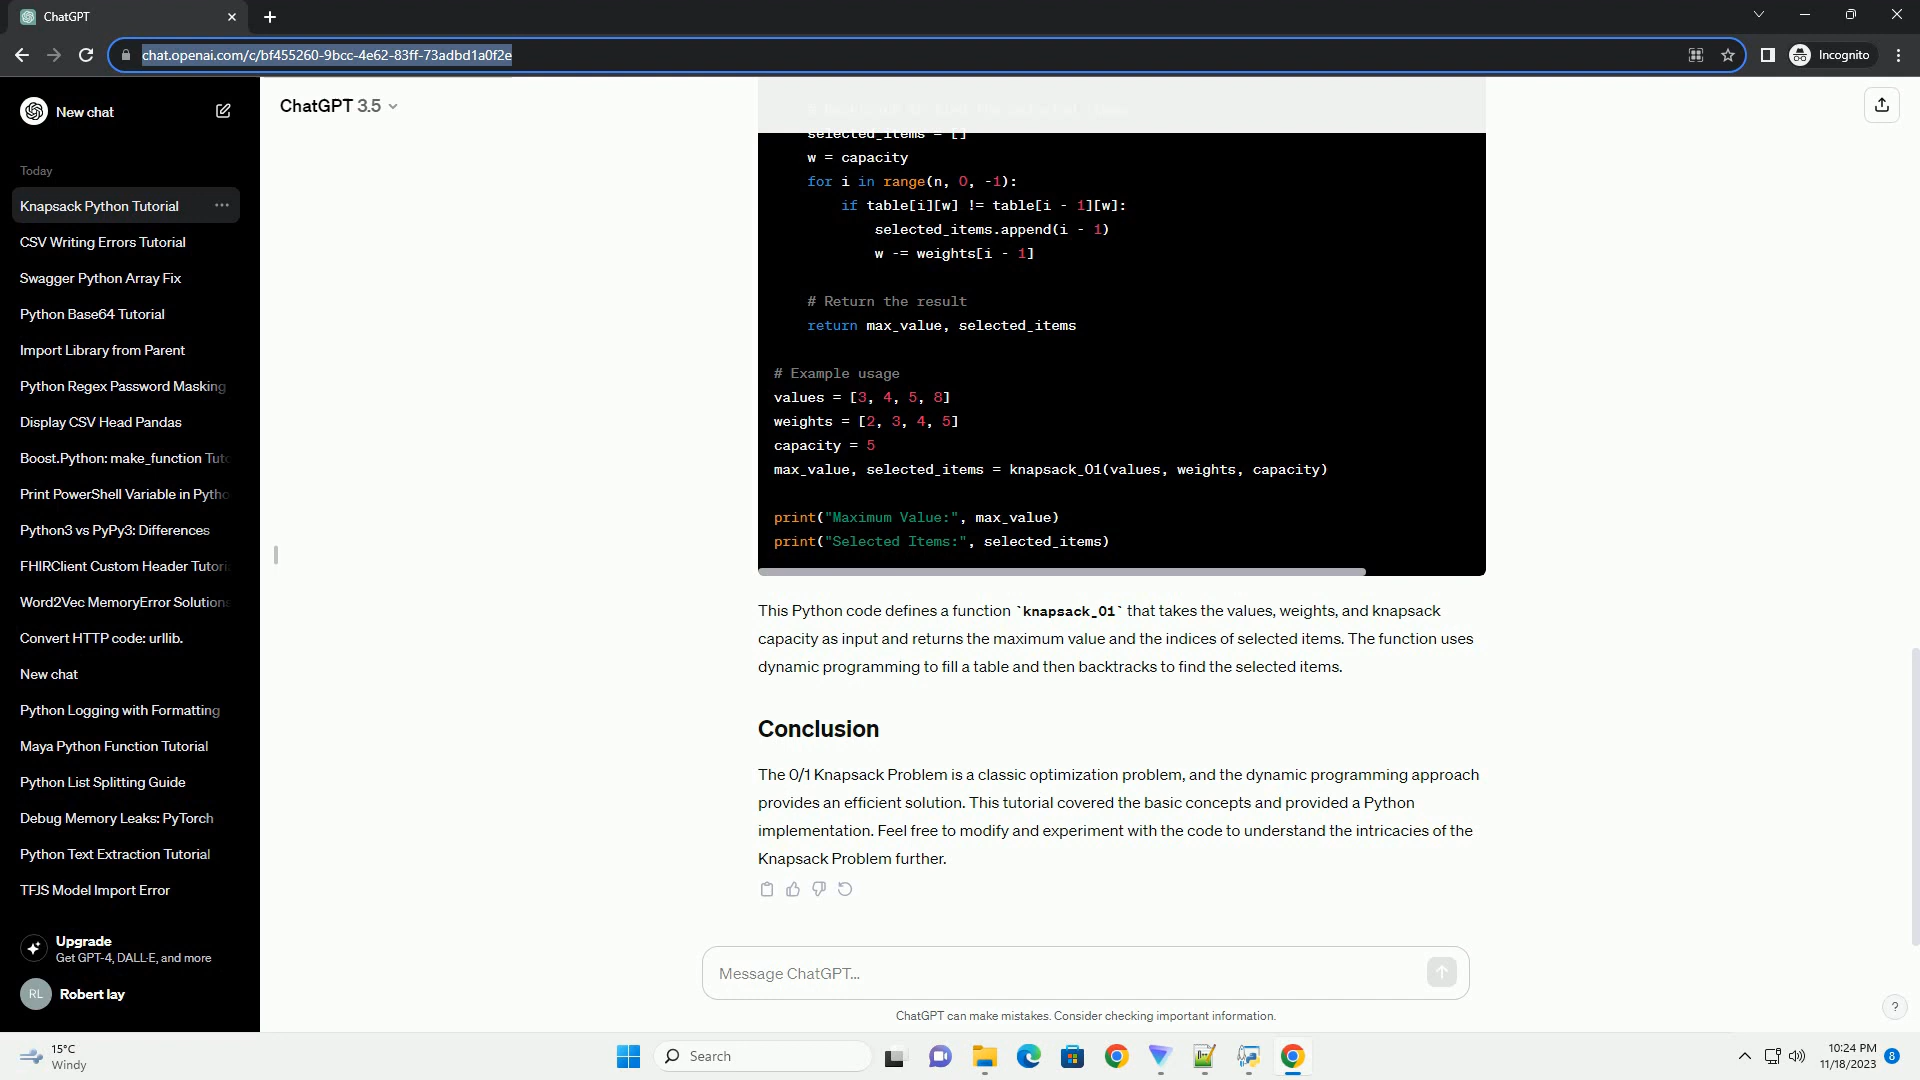 ChatGPT
chat.openai.com/c/bf455260-9bcc-4e62-83ff-73adbd1a0f2e
Incognito
New chat
Today
Knapsack Python Tutorial
CSV Writing Errors Tutorial
Swagger Python Array Fix
Python Base64 Tutorial
Import Library from Parent
Python Regex Password Masking
Display CSV Head Pandas
Boost.Python: make_function Tuto
Print PowerShell Variable in Pytho
Python3 vs PyPy3: Differences
FHIRClient Custom Header Tutori
Word2Vec MemoryError Solutions
Convert HTTP code: urllib.
New chat
Python Logging with Formatting
Maya Python Function Tutorial
Python List Splitting Guide
Debug Memory Leaks: PyTorch
Python Text Extraction Tutorial
TFJS Model Import Error
Upgrade
Get GPT-4, DALL·E, and more
RL
Robert lay
ChatGPT 3.5
selected_items = []
w = capacity
for i in range(n, 0, -1):
if table[i][w] != table[i - 1][w]:
selected_items.append(i - 1)
w -= weights[i - 1]
# Return the result
return max_value, selected_items
# Example usage
values = [3, 4, 5, 8]
weights = [2, 3, 4, 5]
capacity = 5
max_value, selected_items = knapsack_01(values, weights, capacity)
print("Maximum Value:", max_value)
print("Selected Items:", selected_items)
This Python code defines a function `knapsack_01` that takes the values, weights, and knapsack
capacity as input and returns the maximum value and the indices of selected items. The function uses
dynamic programming to fill a table and then backtracks to find the selected items.
Conclusion
The 0/1 Knapsack Problem is a classic optimization problem, and the dynamic programming approach
provides an efficient solution. This tutorial covered the basic concepts and provided a Python
implementation. Feel free to modify and experiment with the code to understand the intricacies of the
Knapsack Problem further.
Message ChatGPT...
ChatGPT can make mistakes. Consider checking important information.
?
15°C
Windy
Search
10:24 PM
11/18/2023
8